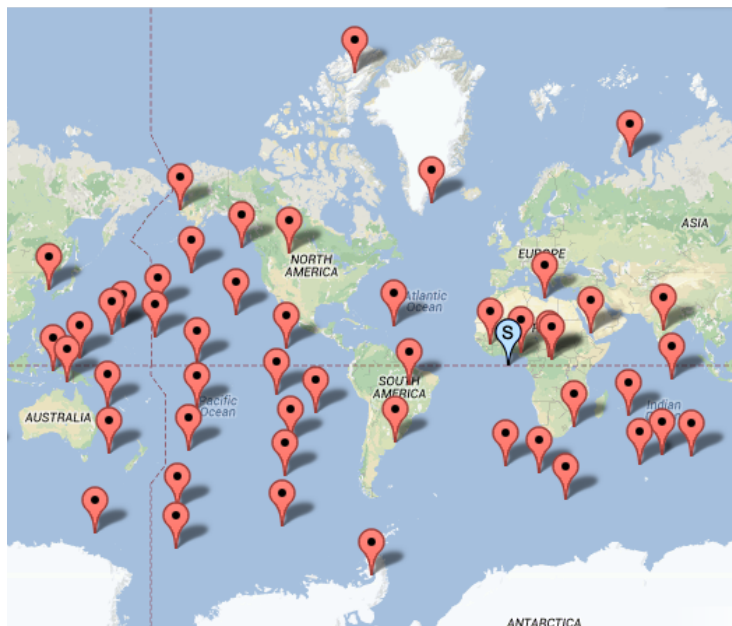 ASIA
EUROPE
NORTH
AMERICA
Atlantic
Ocean
S
SOUTH
AMERICA
Pacific
Ocean
Indian
AUSTRALIA
ANTARCTICA